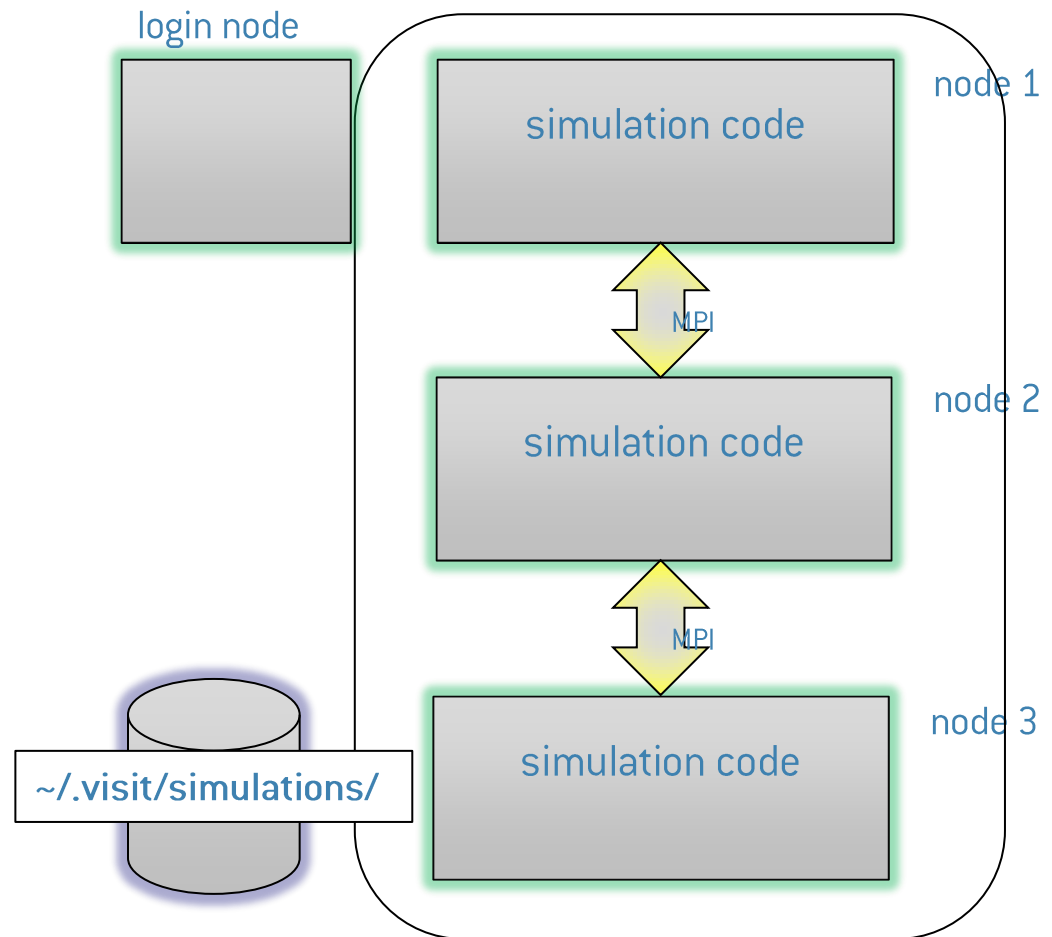 login node
node 1
simulation code
MPI
node 2
simulation code
MPI
node 3
simulation code
~/.visit/simulations/